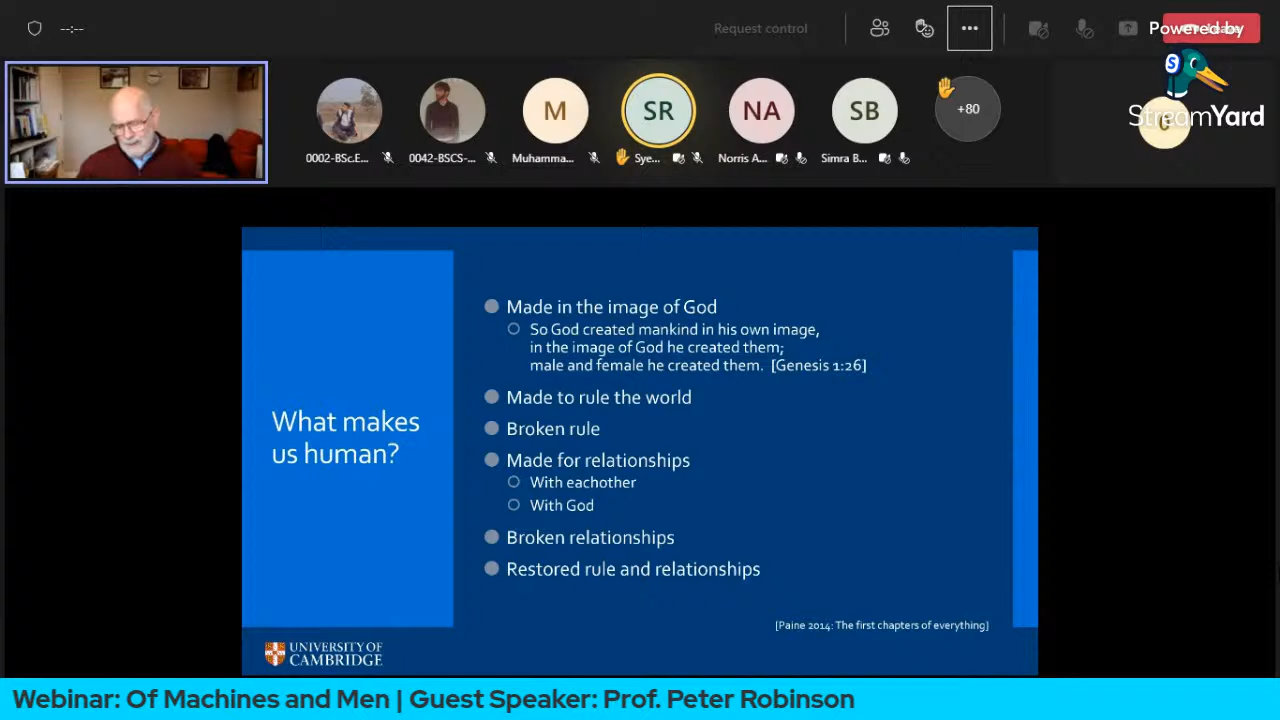 --:--
Request control
Powered by
StreamYard
M
SR
NA
SB
+80
0002-BSc.E...
0042-BSCS-...
Muhamma...
Sye...
Norris A...
Simra B...
What makes
us human?
Made in the image of God
So God created mankind in his own image,
in the image of God he created them;
male and female he created them. [Genesis 1:26]
Made to rule the world
Broken rule
Made for relationships
With eachother
With God
Broken relationships
Restored rule and relationships
[Paine 2014: The first chapters of everything]
UNIVERSITY OF
CAMBRIDGE
Webinar: Of Machines and Men | Guest Speaker: Prof. Peter Robinson